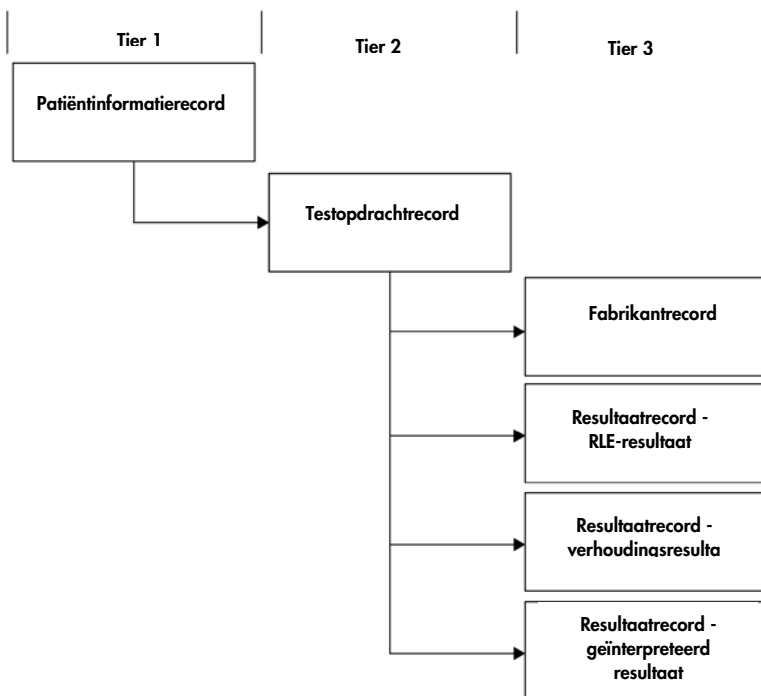 Tier 1
Tier 2
Tier 3
Patiëntinformatierecord
Testopdrachtrecord
Fabrikantrecord
Resultaatrecord -
RLE-resultaat
Resultaatrecord -
verhoudingsresulta
Resultaatrecord -
geïnterpreteerd
resultaat